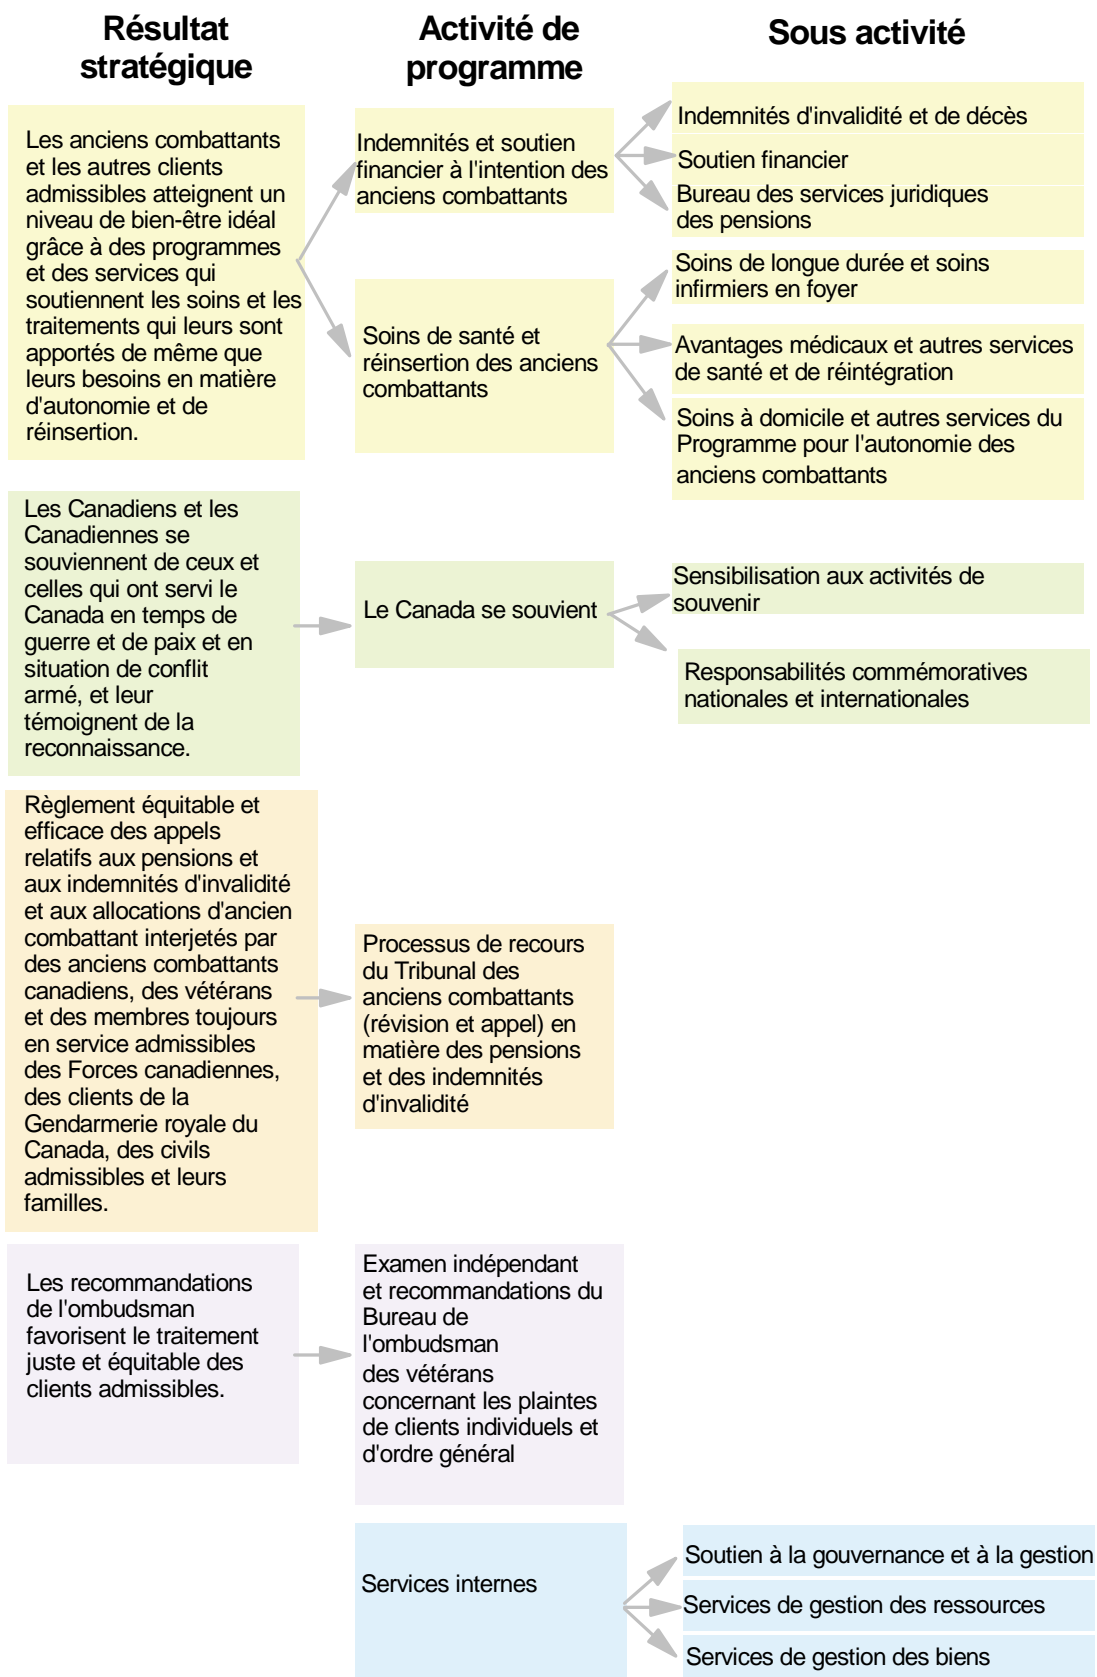 Résultat
stratégique
Activité de
programme
Sous activité
Les anciens combattants
et les autres clients
admissibles atteignent un
niveau de bien-être idéal
grâce à des programmes
et des services qui
soutiennent les soins et les
traitements qui leurs sont
apportés de même que
leurs besoins en matière
d'autonomie et de
réinsertion.
Indemnités et soutien
financier à l'intention des
anciens combattants
Indemnités d'invalidité et de décès
Soutien financier
Bureau des services juridiques
des pensions
Soins de santé et
réinsertion des anciens
combattants
Soins de longue durée et soins
infirmiers en foyer
Avantages médicaux et autres services
de santé et de réintégration
Soins à domicile et autres services du
Programme pour l'autonomie des
anciens combattants
Les Canadiens et les
Canadiennes se
souviennent de ceux et
celles qui ont servi le
Canada en temps de
guerre et de paix et en
situation de conflit
armé, et leur
témoignent de la
reconnaissance.
Le Canada se souvient
Sensibilisation aux activités de
souvenir
Responsabilités commémoratives
nationales et internationales
Règlement équitable et
efficace des appels
relatifs aux pensions et
aux indemnités d'invalidité
et aux allocations d'ancien
combattant interjetés par
des anciens combattants
canadiens, des vétérans
et des membres toujours
en service admissibles
des Forces canadiennes,
des clients de la
Gendarmerie royale du
Canada, des civils
admissibles et leurs
familles.
Processus de recours
du Tribunal des
anciens combattants
(révision et appel) en
matière des pensions
et des indemnités
d'invalidité
Les recommandations
de l'ombudsman
favorisent le traitement
juste et équitable des
clients admissibles.
Examen indépendant
et recommandations du
Bureau de
l'ombudsman
des vétérans
concernant les plaintes
de clients individuels et
d'ordre général
Services internes
Soutien à la gouvernance et à la gestion
Services de gestion des ressources
Services de gestion des biens